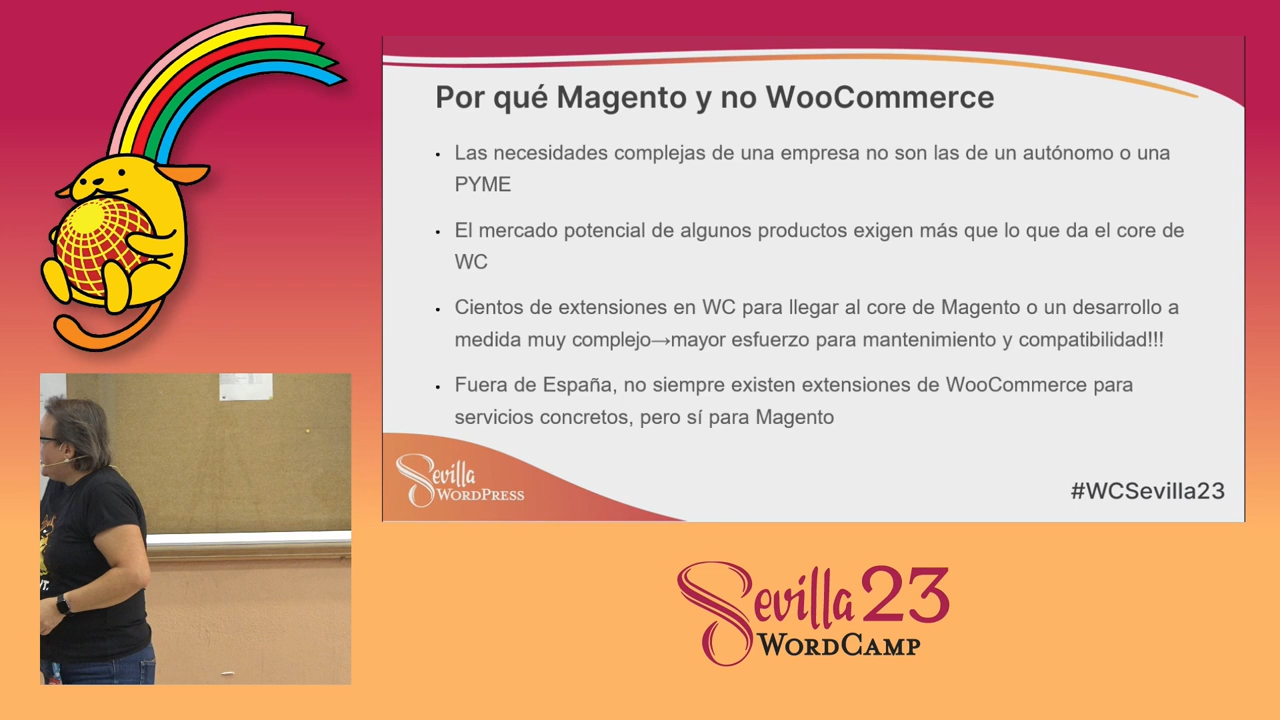 Por qué Magento y no WooCommerce
• Las necesidades complejas de una empresa no son las de un autónomo o una
PYME
• El mercado potencial de algunos productos exigen más que lo que da el core de
WC
• Cientos de extensiones en WC para llegar al core de Magento o un desarrollo a
medida muy complejo→mayor esfuerzo para mantenimiento y compatibilidad!!!
• Fuera de España, no siempre existen extensiones de WooCommerce para
servicios concretos, pero sí para Magento
Sevilla
WORDPRESS
#WCSevilla23
Sevilla 23
WORDCAMP